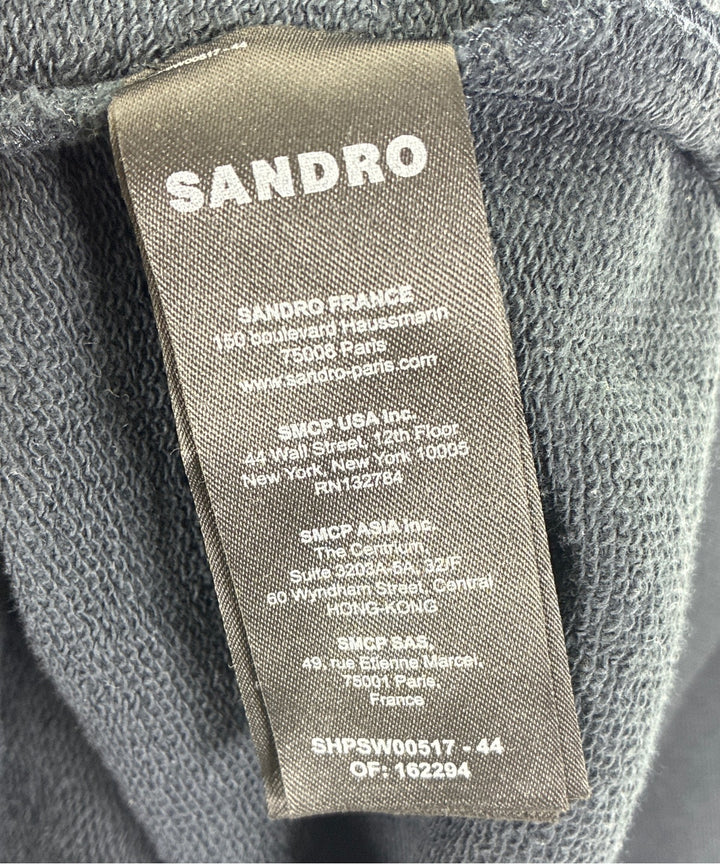 SANDRO
SANDRO FRANCE
150 boulevard Haussmann
75008 Paris
www.sandro-paris.com
SMCP USA Inc.
44 Wall Street, 12th Floor
New York, New York 10005
RN132784
SMCP ASIA Inc.
The Centrium,
Suite 3203A-5A, 32/F
60 Wyndham Street, Central
HONG-KONG
SMCP SAS,
49, rue Etienne Marcel,
75001 Paris,
France
SHPSW00517 - 44
OF: 162294